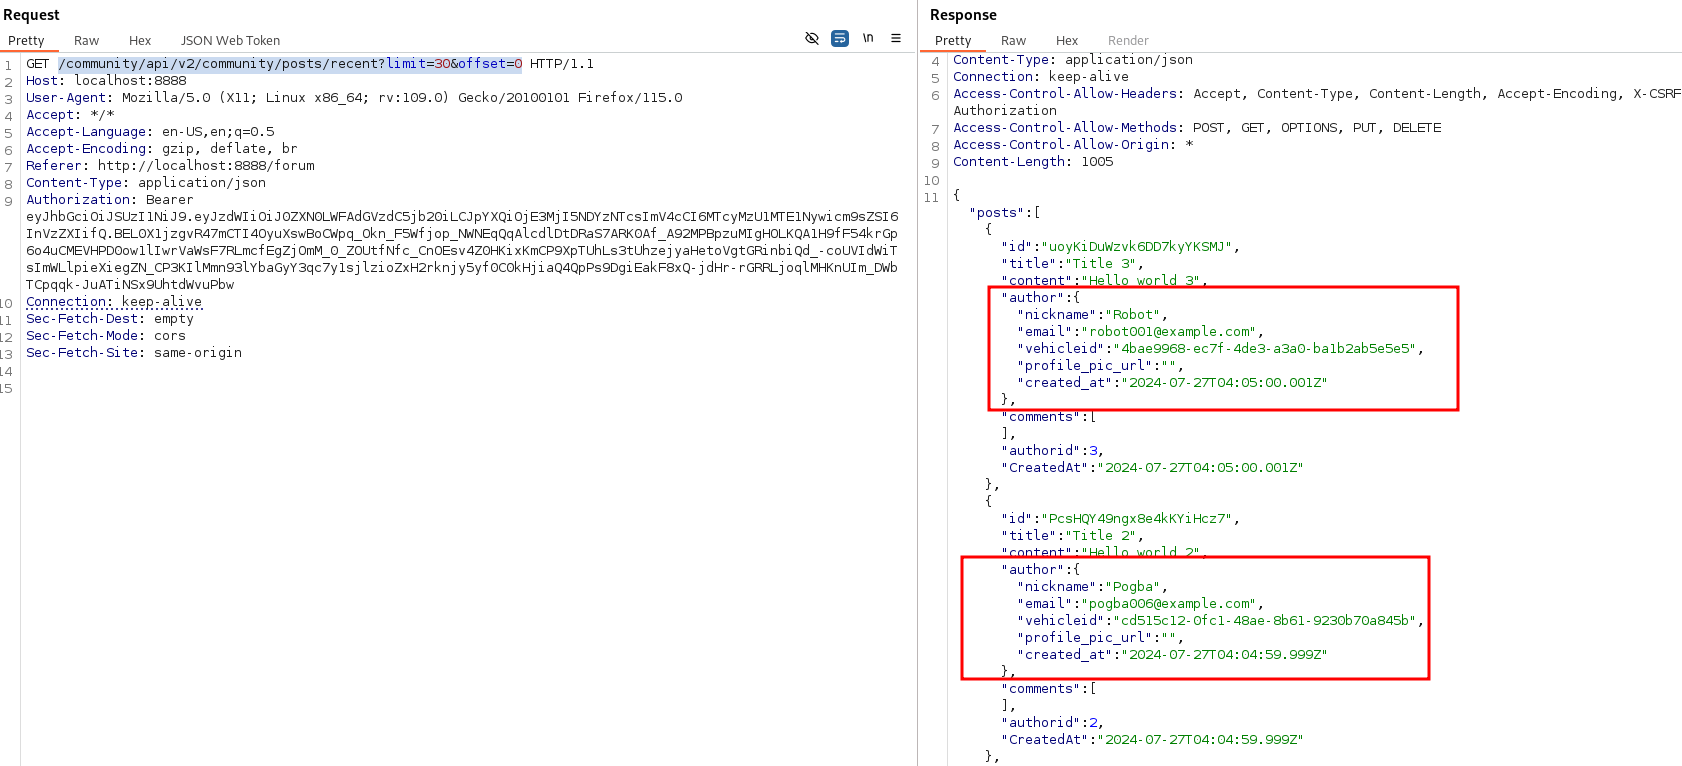 Request
Pretty Raw Hex JSON Web Token \n
1 GET /community/api/v2/community/posts/recent?limit=30&offset=0 HTTP/1.1
2 Host: localhost:8888
3 User-Agent: Mozilla/5.0 (X11; Linux x86_64; rv:109.0) Gecko/20100101 Firefox/115.0
4 Accept: */*
5 Accept-Language: en-US,en;q=0.5
6 Accept-Encoding: gzip, deflate, br
7 Referer: http://localhost:8888/forum
8 Content-Type: application/json
9 Authorization: Bearer
10 Connection: keep-alive
11 Sec-Fetch-Dest: empty
12 Sec-Fetch-Mode: cors
13 Sec-Fetch-Site: same-origin
14
15
Response
Pretty Raw Hex Render
4 Content-Type: application/json
5 Connection: keep-alive
6 Access-Control-Allow-Headers: Accept, Content-Type, Content-Length, Accept-Encoding, X-CSRF
Authorization
7 Access-Control-Allow-Methods: POST, GET, OPTIONS, PUT, DELETE
8 Access-Control-Allow-Origin: *
9 Content-Length: 1005
10
11 {
"posts":[
{
"id":"uoyKiDuWzvk6DD7kyYKSMJ",
"title":"Title 3",
"content":"Hello world 3",
"author":{
"nickname":"Robot",
"email":"robot001@example.com",
"vehicleid":"4bae9968-ec7f-4de3-a3a0-ba1b2ab5e5e5",
"profile_pic_url":"",
"created_at":"2024-07-27T04:05:00.001Z"
},
"comments":[
],
"authorid":3,
"CreatedAt":"2024-07-27T04:05:00.001Z"
},
{
"id":"PcsHQY49ngx8e4kKYiHcz7",
"title":"Title 2",
"content":"Hello world 2",
"author":{
"nickname":"Pogba",
"email":"pogba006@example.com",
"vehicleid":"cd515c12-0fc1-48ae-8b61-9230b70a845b",
"profile_pic_url":"",
"created_at":"2024-07-27T04:04:59.999Z"
},
"comments":[
],
"authorid":2,
"CreatedAt":"2024-07-27T04:04:59.999Z"
},